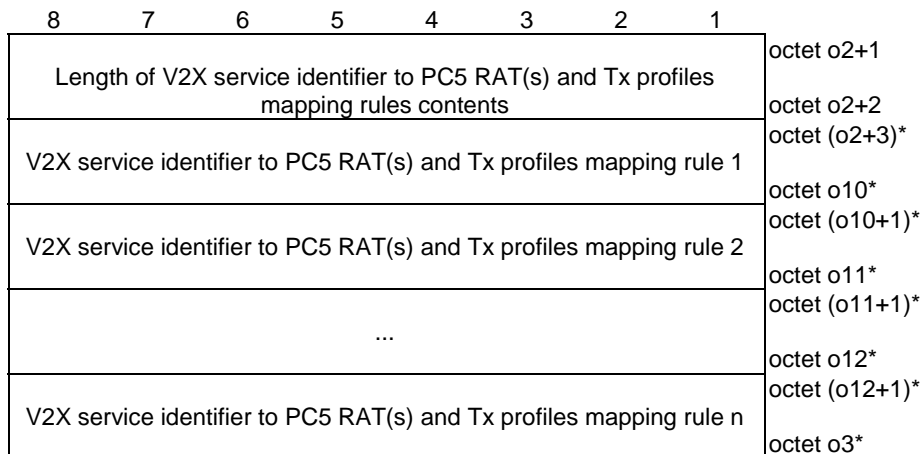 8 7 6 5 4 3 2 1
octet o2+1
Length of V2X service identifier to PC5 RAT(s) and Tx profiles
mapping rules contents
octet o2+2
octet (o2+3)*
V2X service identifier to PC5 RAT(s) and Tx profiles mapping rule 1
octet o10*
octet (o10+1)*
V2X service identifier to PC5 RAT(s) and Tx profiles mapping rule 2
octet o11*
octet (o11+1)*
...
octet o12*
octet (o12+1)*
V2X service identifier to PC5 RAT(s) and Tx profiles mapping rule n
octet o3*